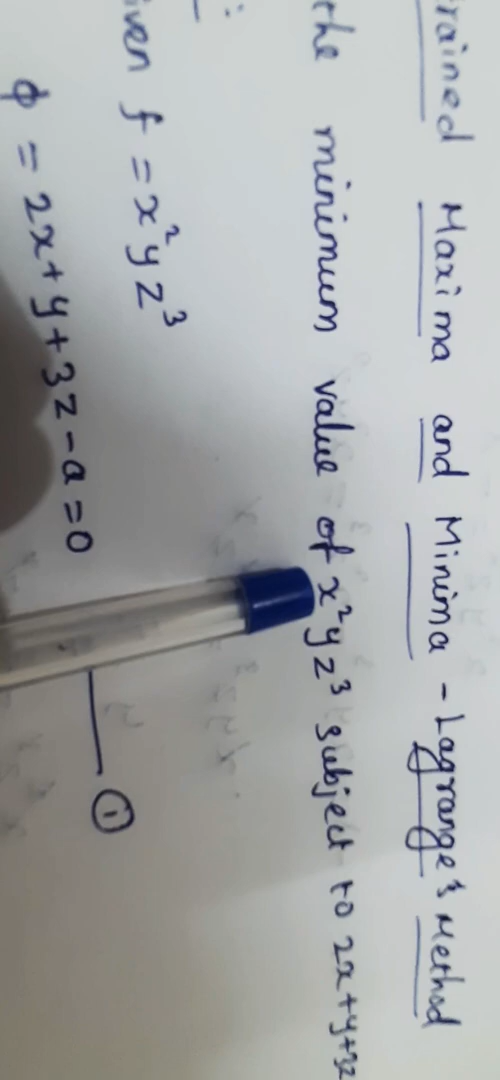 rained Maxima and Minima - Lagrange's Method
the minimum value of x²yz³ subject to 2x+y+3z
:
iven f = x²yz³
φ = 2x+y+3z-a=0 ①